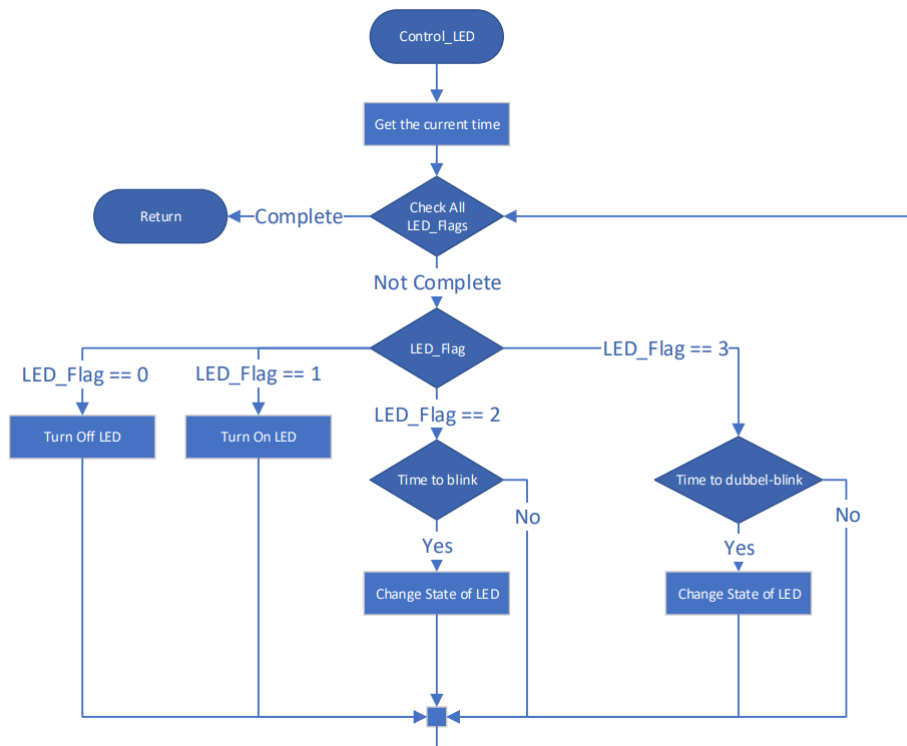 Control_LED
Get the current time
Check All
LED_Flags
Complete
Return
Not Complete
LED_Flag
LED_Flag == 0
LED_Flag == 1
LED_Flag == 2
LED_Flag == 3
Turn Off LED
Turn On LED
Time to blink
No
Yes
Change State of LED
Time to dubbel-blink
No
Yes
Change State of LED